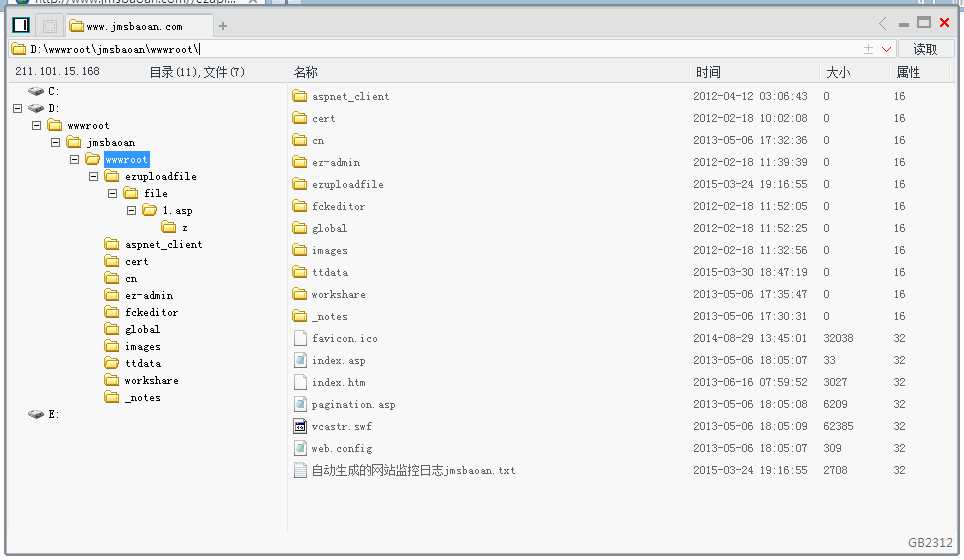 www.jmsbaoan.com
D:\wwwroot\jmsbaoan\wwwroot\ 读取
211.101.15.168 目录(11),文件(7) 名称 时间 大小 属性
C:
D:
wwwroot
jmsbaoan
wwwroot
ezuploadfile
file
1.asp
z
aspnet_client
cert
cn
ez-admin
fckeditor
global
images
ttdata
workshare
_notes
E:
aspnet_client 2012-04-12 03:06:43 0 16
cert 2012-02-18 10:02:08 0 16
cn 2013-05-06 17:32:36 0 16
ez-admin 2012-02-18 11:39:39 0 16
ezuploadfile 2015-03-24 19:16:55 0 16
fckeditor 2012-02-18 11:52:05 0 16
global 2012-02-18 11:52:25 0 16
images 2012-02-18 11:32:56 0 16
ttdata 2015-03-30 18:47:19 0 16
workshare 2013-05-06 17:35:47 0 16
_notes 2013-05-06 17:30:31 0 16
favicon.ico 2014-08-29 13:45:01 32038 32
index.asp 2013-05-06 18:05:07 33 32
index.htm 2013-06-16 07:59:52 3027 32
pagination.asp 2013-05-06 18:05:08 6209 32
vcastr.swf 2013-05-06 18:05:09 62385 32
web.config 2013-05-06 18:05:07 309 32
自动生成的网站监控日志jmsbaoan.txt 2015-03-24 19:16:55 2708 32
GB2312